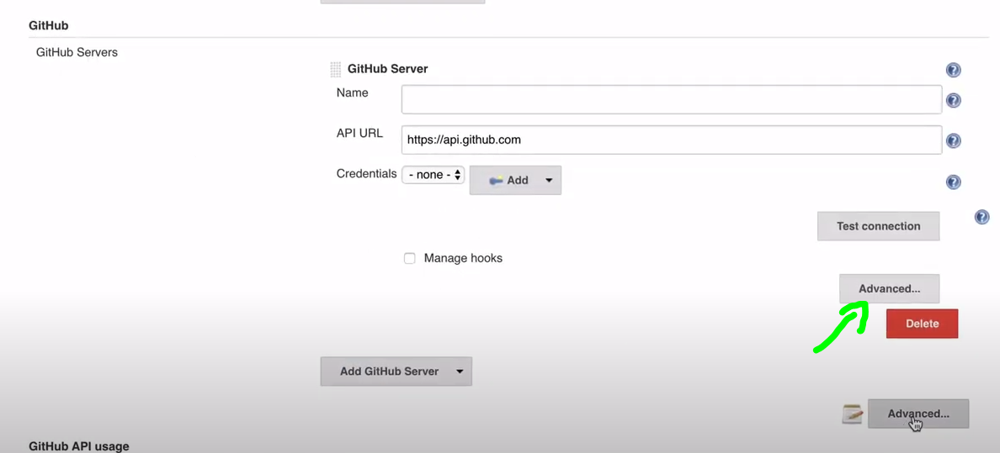 GitHub
GitHub Servers
GitHub Server
Name
API URL
https://api.github.com
Credentials
- none -
Add
Test connection
Manage hooks
Advanced...
Delete
Add GitHub Server
Advanced...
GitHub API usage